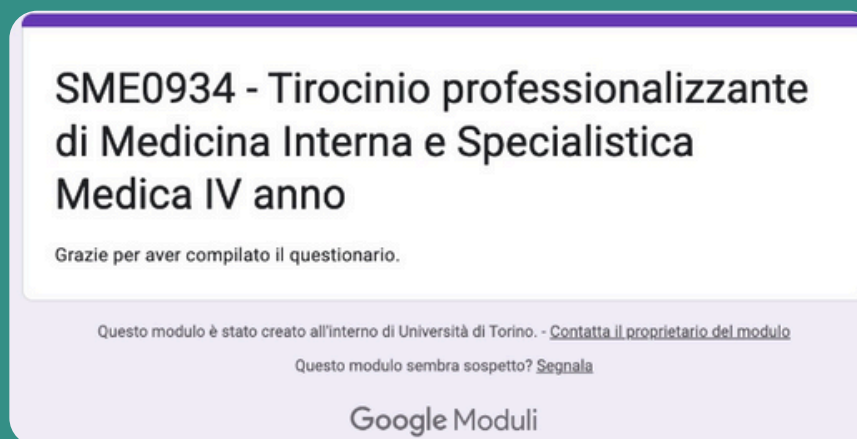 SME0934 - Tirocinio professionalizzante
di Medicina Interna e Specialistica
Medica IV anno
Grazie per aver compilato il questionario.
Questo modulo è stato creato all'interno di Università di Torino. - Contatta il proprietario del modulo
Questo modulo sembra sospetto? Segnala
Google Moduli